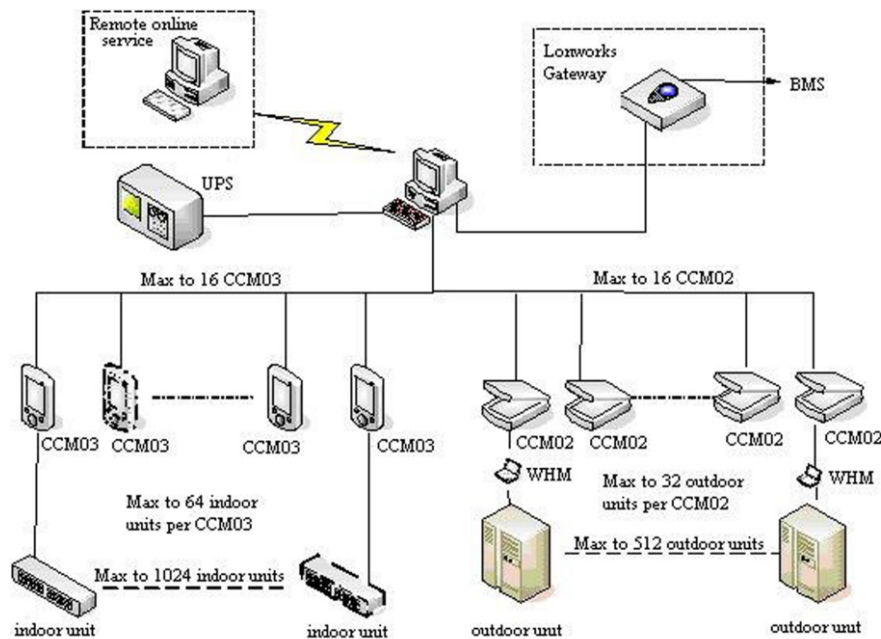 Remote online
service
Lonworks
Gateway
BMS
UPS
Max to 16 CCM03
Max to 16 CCM02
CCM03
CCM03
CCM03
CCM03
CCM02
CCM02
CCM02
CCM02
WHM
WHM
Max to 64 indoor
units per CCM03
Max to 32 outdoor
units per CCM02
Max to 1024 indoor units
Max to 512 outdoor units
indoor unit
indoor unit
outdoor unut
outdoor unut